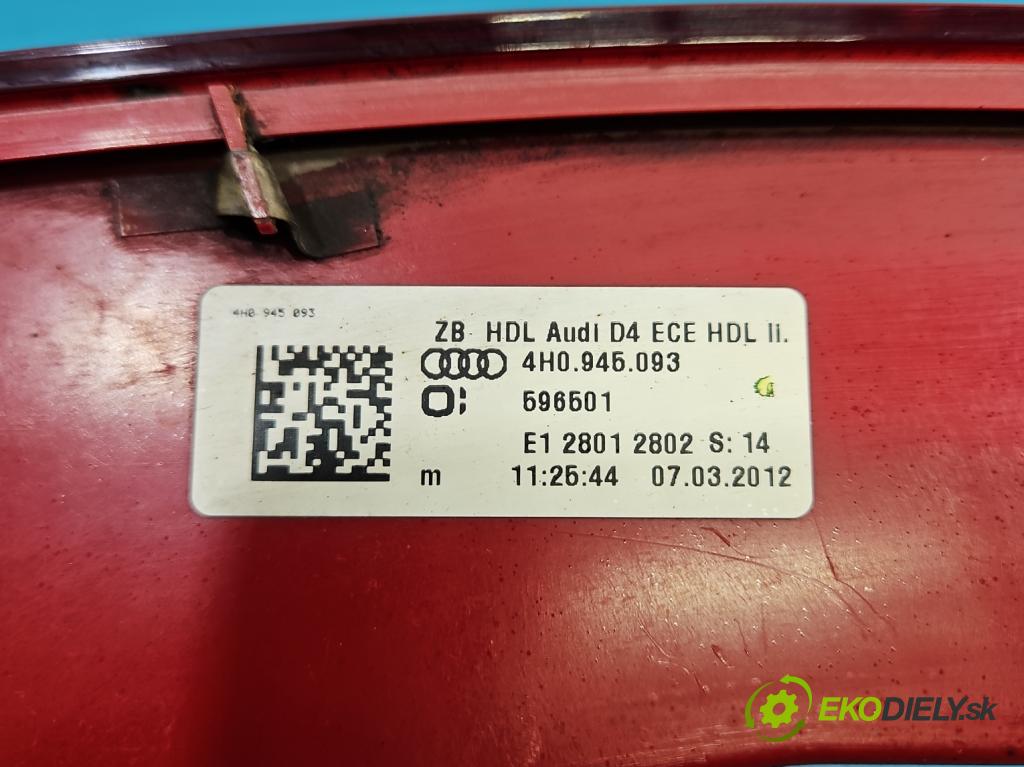 4H0 945 093
ZB HDL Audi D4 ECE HDL li.
4H0.945.093
O: 596501
E1 2801 2802 S: 14
m 11:25:44 07.03.2012
EKODIELY.sk